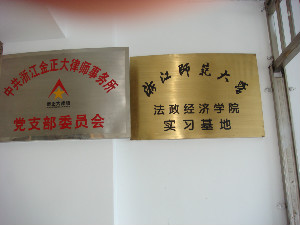 中共浙江金正大律师事务所
党支部委员会
浙江师范大学
法政经济学院
实习基地